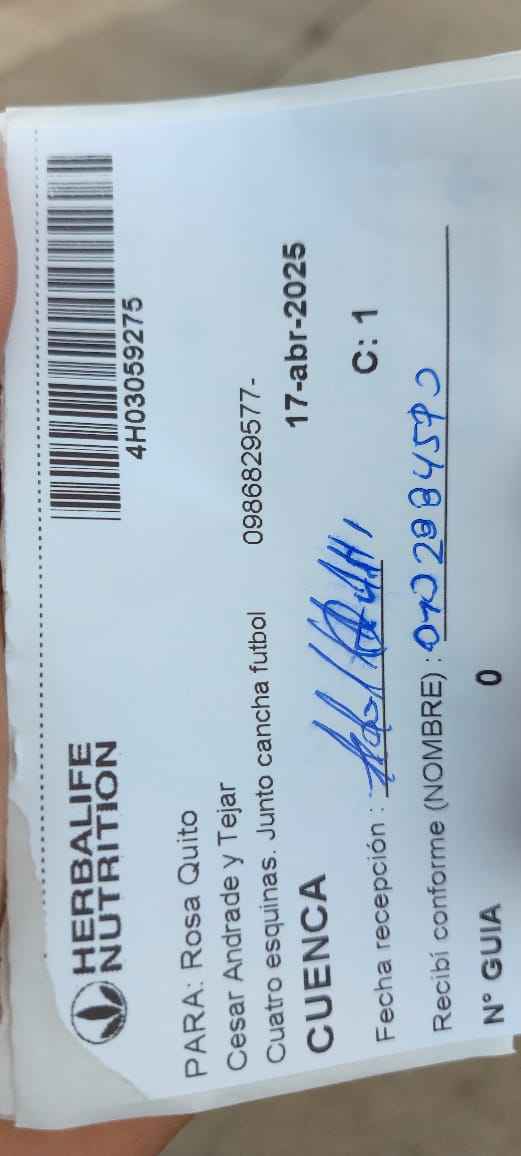 HERBALIFE
NUTRITION
4H03059275
PARA: Rosa Quito
Cesar Andrade y Tejar
Cuatro esquinas. Junto cancha futbol 0986829577-
CUENCA 17-abr-2025
Fecha recepción : C: 1
Recibí conforme (NOMBRE) :
N° GUIA 0